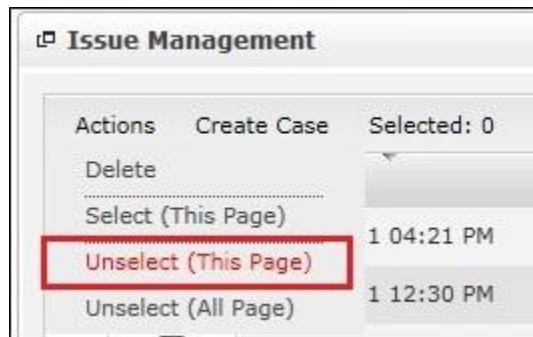 Issue Management
Actions Create Case Selected: 0
Delete
Select (This Page)
1 04:21 PM
Unselect (This Page)
1 12:30 PM
Unselect (All Page)